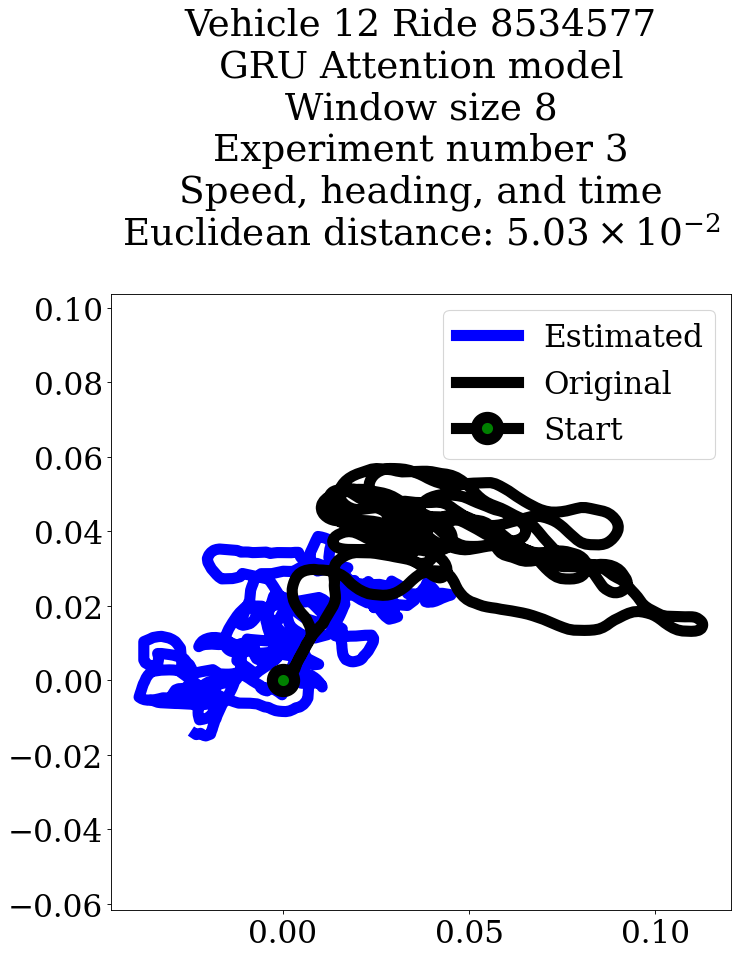 Vehicle 12 Ride 8534577
GRU Attention model
Window size 8
Experiment number 3
Speed, heading, and time
Euclidean distance: 5.03 × 10⁻²
Estimated
Original
Start
0.10
0.08
0.06
0.04
0.02
0.00
−0.02
−0.04
−0.06
0.00 0.05 0.10